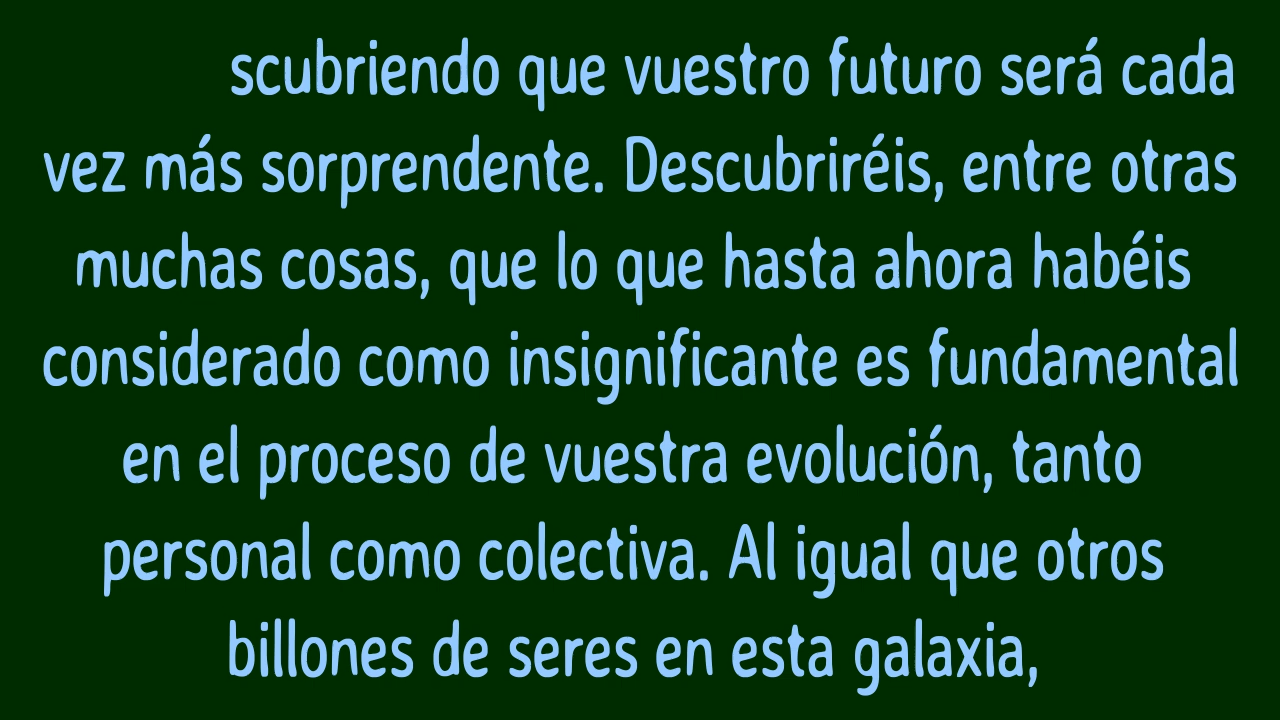 scubriendo que vuestro futuro será cada
vez más sorprendente. Descubriréis, entre otras
muchas cosas, que lo que hasta ahora habéis
considerado como insignificante es fundamental
en el proceso de vuestra evolución, tanto
personal como colectiva. Al igual que otros
billones de seres en esta galaxia,